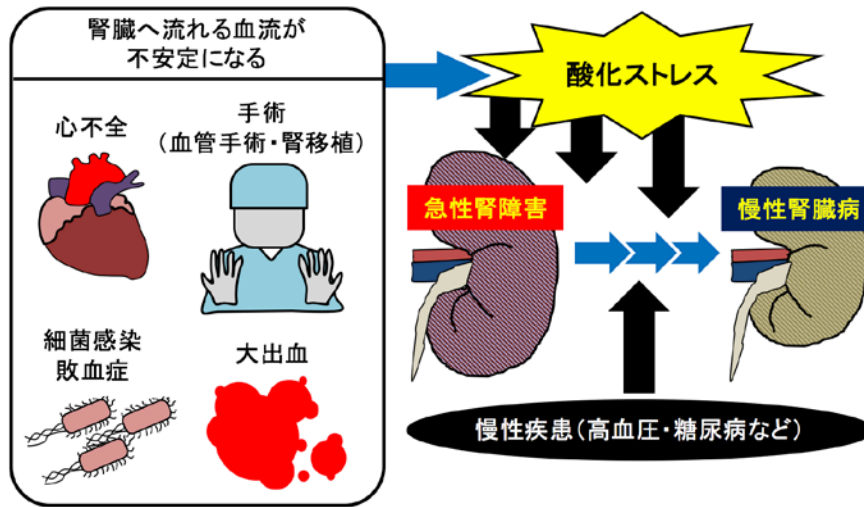 腎臓へ流れる血流が
不安定になる
心不全
手術
（血管手術・腎移植）
細菌感染
敗血症
大出血
酸化ストレス
急性腎障害
慢性腎臓病
慢性疾患（高血圧・糖尿病など）